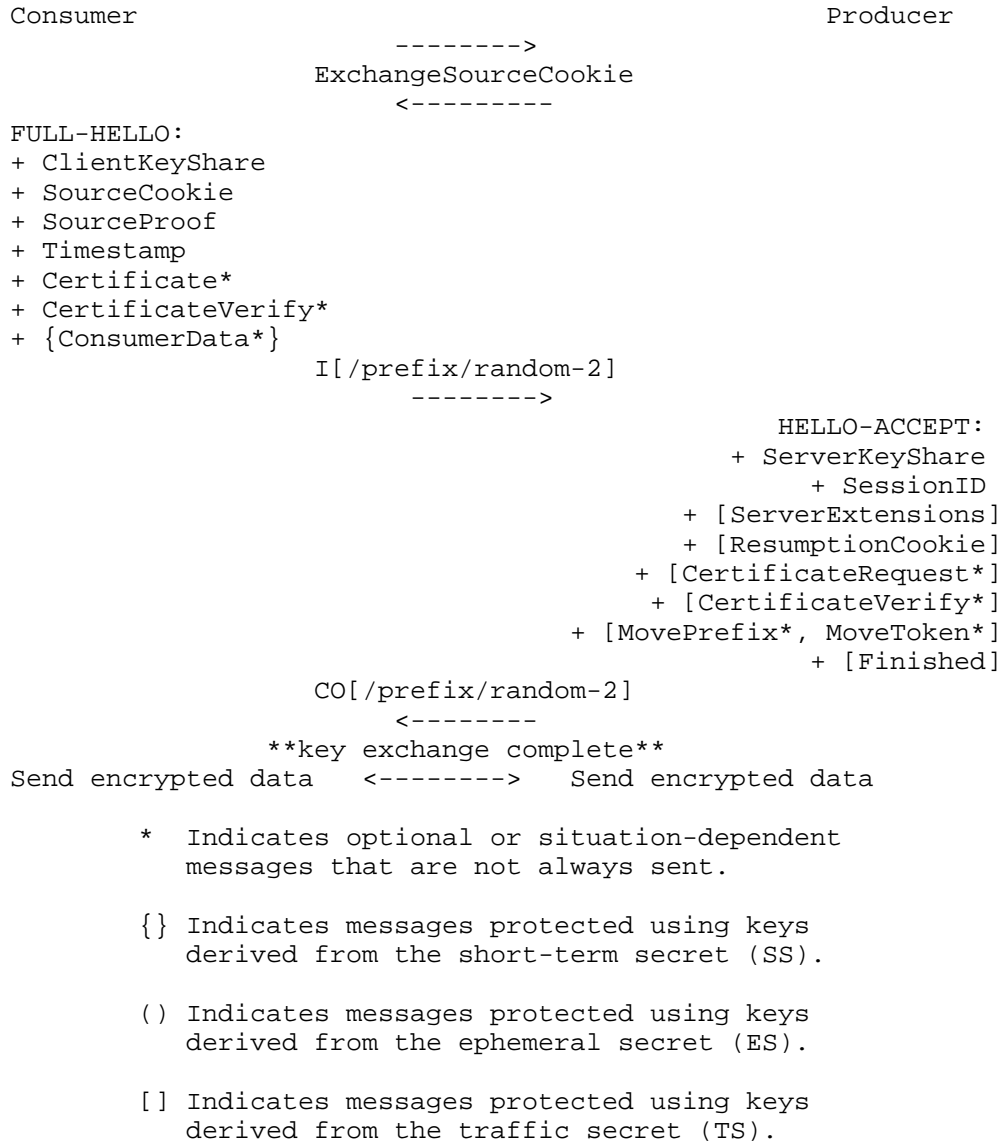 Consumer                                           Producer
                        -------->
                   ExchangeSourceCookie
                        <---------
FULL-HELLO:
+ ClientKeyShare
+ SourceCookie
+ SourceProof
+ Timestamp
+ Certificate*
+ CertificateVerify*
+ {ConsumerData*}
                   I[/prefix/random-2]
                         -------->
                                                HELLO-ACCEPT:
                                             + ServerKeyShare
                                                  + SessionID
                                          + [ServerExtensions]
                                          + [ResumptionCookie]
                                       + [CertificateRequest*]
                                        + [CertificateVerify*]
                                   + [MovePrefix*, MoveToken*]
                                                  + [Finished]
                   CO[/prefix/random-2]
                        <--------
                **key exchange complete**
Send encrypted data   <-------->   Send encrypted data
        *  Indicates optional or situation-dependent
           messages that are not always sent.
        {} Indicates messages protected using keys
           derived from the short-term secret (SS).
        () Indicates messages protected using keys
           derived from the ephemeral secret (ES).
        [] Indicates messages protected using keys
           derived from the traffic secret (TS).